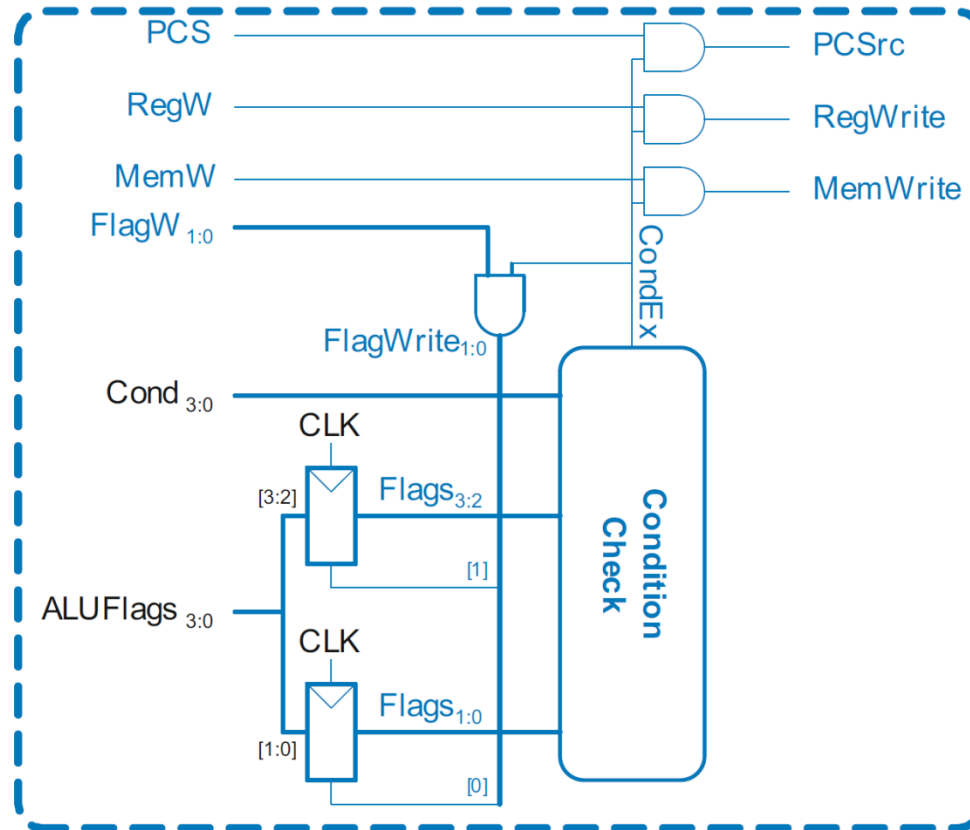 PCS
PCSrc
RegW
RegWrite
MemW
MemWrite
FlagW 1:0
CondEx
FlagWrite1:0
Cond 3:0
CLK
[3:2]
Flags3:2
Condition
Check
[1]
ALUFlags 3:0
CLK
Flags1:0
[1:0]
[0]